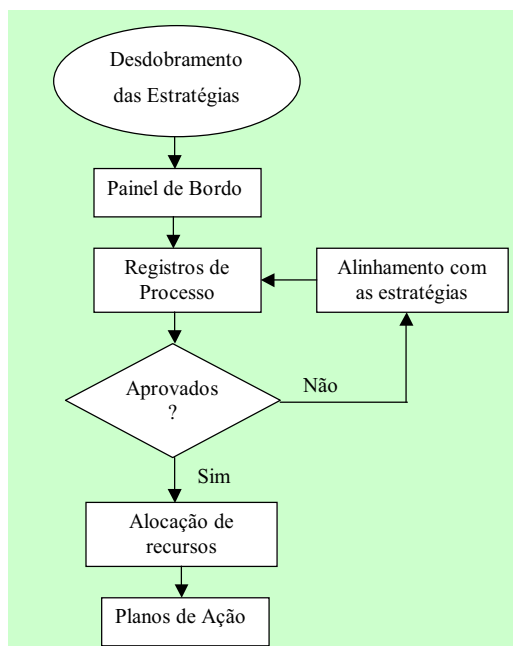 Desdobramento
das Estratégias
Painel de Bordo
Registros de
Processo
Alinhamento com
as estratégias
Aprovados
?
Não
Sim
Alocação de
recursos
Planos de Ação